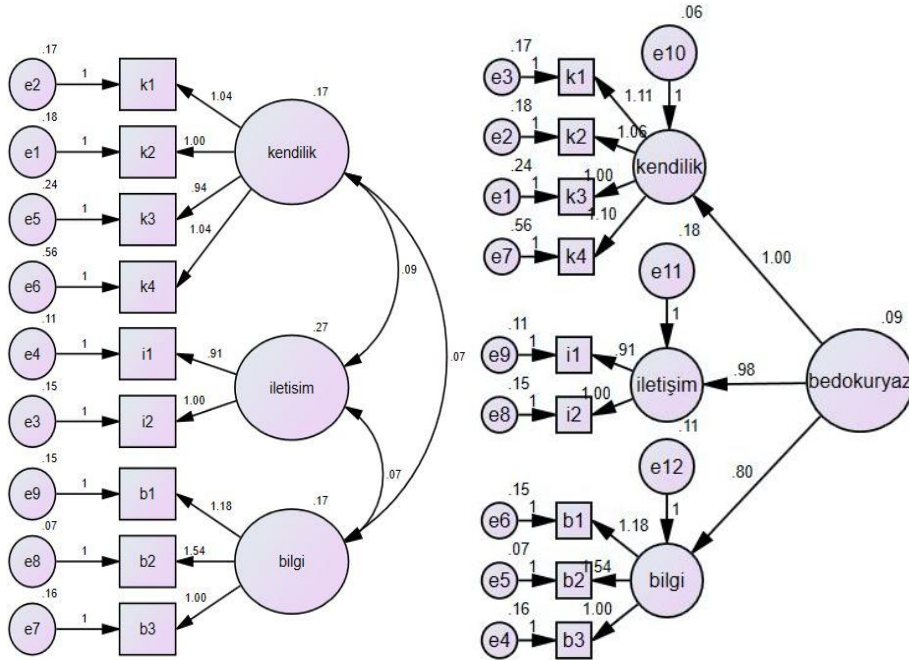 .17
e2 1 k1
1.04
.17
.18
e1 1 k2
1.00
kendilik
.24
e5 1 k3
.94
.56
e6 1 k4
1.04
.09
.07
.11
e4 1 i1
.91
.27
iletisim
.15
e3 1 i2
1.00
.07
.15
e9 1 b1
1.18
.17
.07
e8 1 b2
1.54
bilgi
.16
e7 1 b3
1.00
.06
e10
1
.17
e3 1 k1
1.11
.18
e2 1 k2
1.06
kendilik
.24
e1 1 k3
1.00
.56
e7 1 k4
1.10
1.00
.18
e11
1
.11
e9 1 i1
.91
iletişim
.98
.09
bedokuryaz
.15
e8 1 i2
1.00
.11
e12
1
.80
.15
e6 1 b1
1.18
.07
e5 1 b2
1.54
bilgi
.16
e4 1 b3
1.00